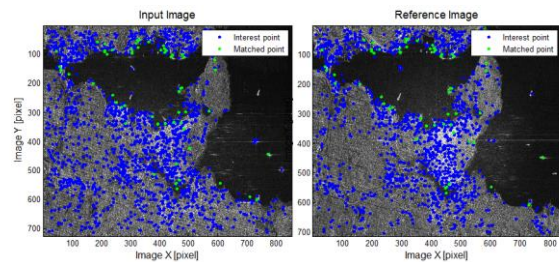 Input Image
Reference Image
Interest point
Matched point
Interest point
Matched point
Image Y [pixel]
100
200
300
400
500
600
700
100
200
300
400
500
600
700
100 200 300 400 500 600 700 800
100 200 300 400 500 600 700 800
Image X [pixel]
Image X [pixel]